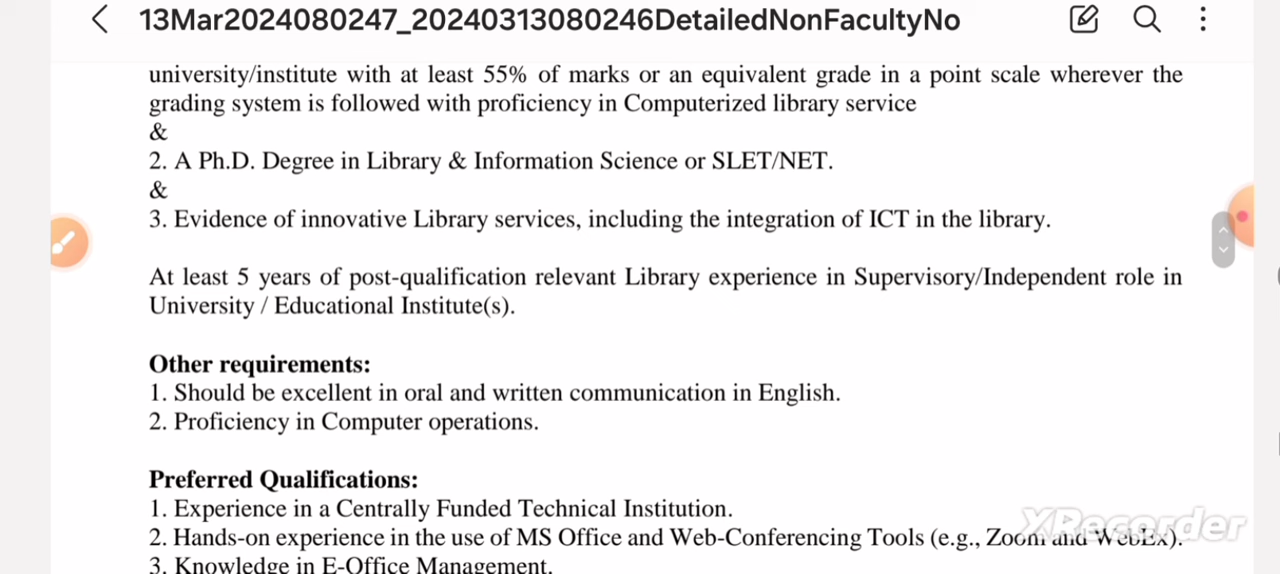 13Mar2024080247_20240313080246DetailedNonFacultyNo
university/institute with at least 55% of marks or an equivalent grade in a point scale wherever the
grading system is followed with proficiency in Computerized library service
&
2. A Ph.D. Degree in Library & Information Science or SLET/NET.
&
3. Evidence of innovative Library services, including the integration of ICT in the library.
At least 5 years of post-qualification relevant Library experience in Supervisory/Independent role in
University / Educational Institute(s).
Other requirements:
1. Should be excellent in oral and written communication in English.
2. Proficiency in Computer operations.
Preferred Qualifications:
1. Experience in a Centrally Funded Technical Institution.
XRecorder
2. Hands-on experience in the use of MS Office and Web-Conferencing Tools (e.g., Zoom and WebEx).
3. Knowledge in E-Office Management.